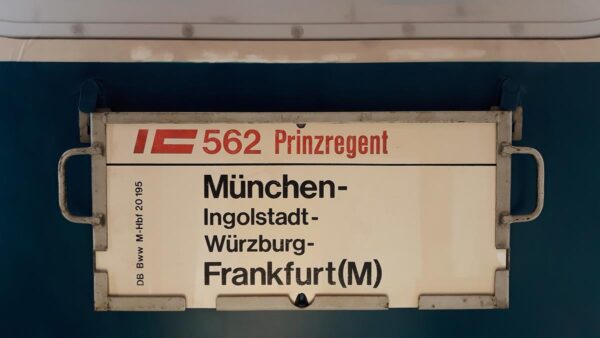 IC 562 Prinzregent
München-
Ingolstadt-
Würzburg-
Frankfurt(M)
DB Bww M-Hbf 20 195